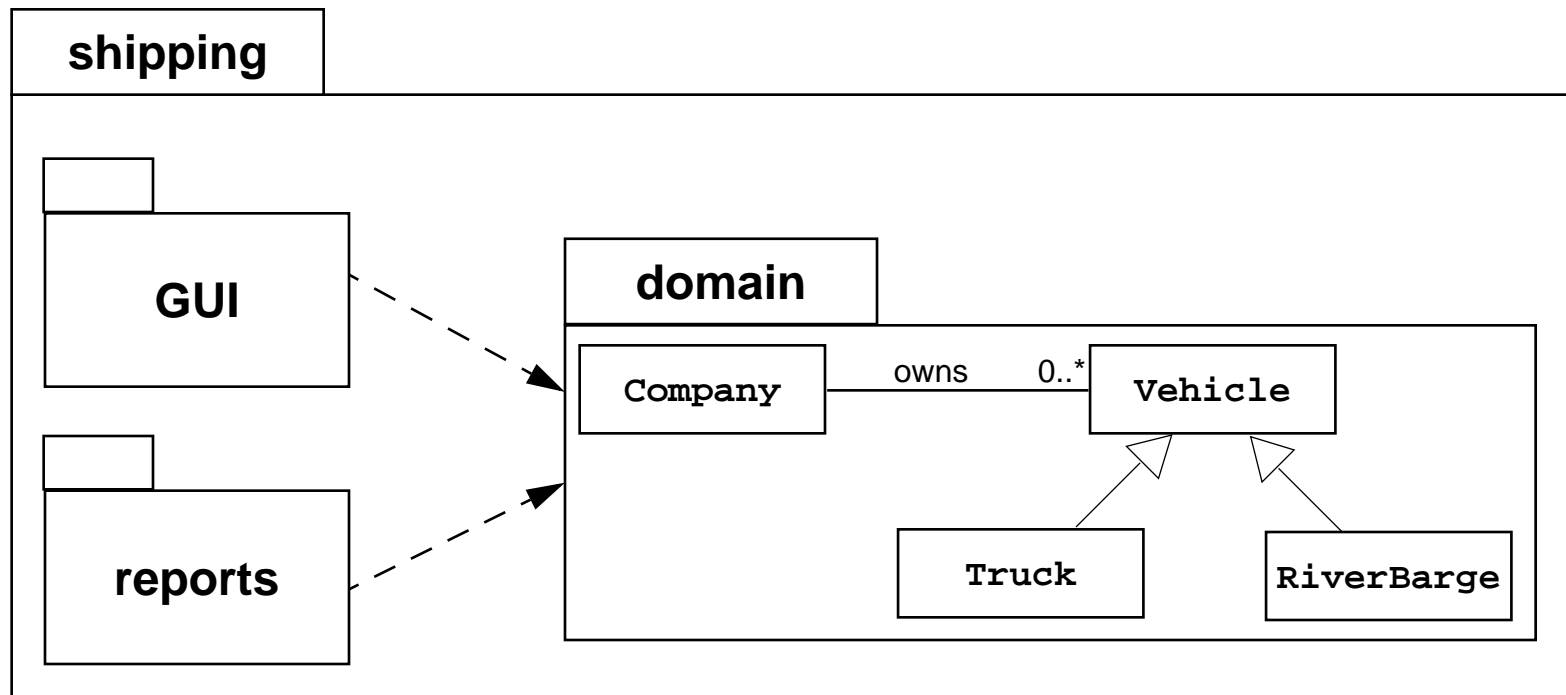 shipping
GUI
domain
Company
owns
0..*
Vehicle
reports
Truck
RiverBarge